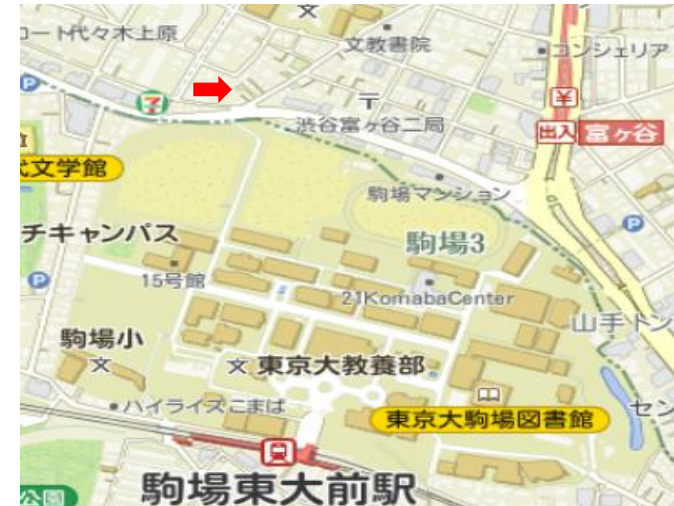 コート代々木上原
文教書院
コンシェリア
P
7
〒
渋谷富ヶ谷二局
¥
出入 富ヶ谷
文学館
駒場マンション
P
チキャンパス
駒場3
P
15号館
21KomabaCenter
山手トン
駒場小
東京大教養部
ハイライズこまば
東京大駒場図書館
セン
駒場東大前駅
公園